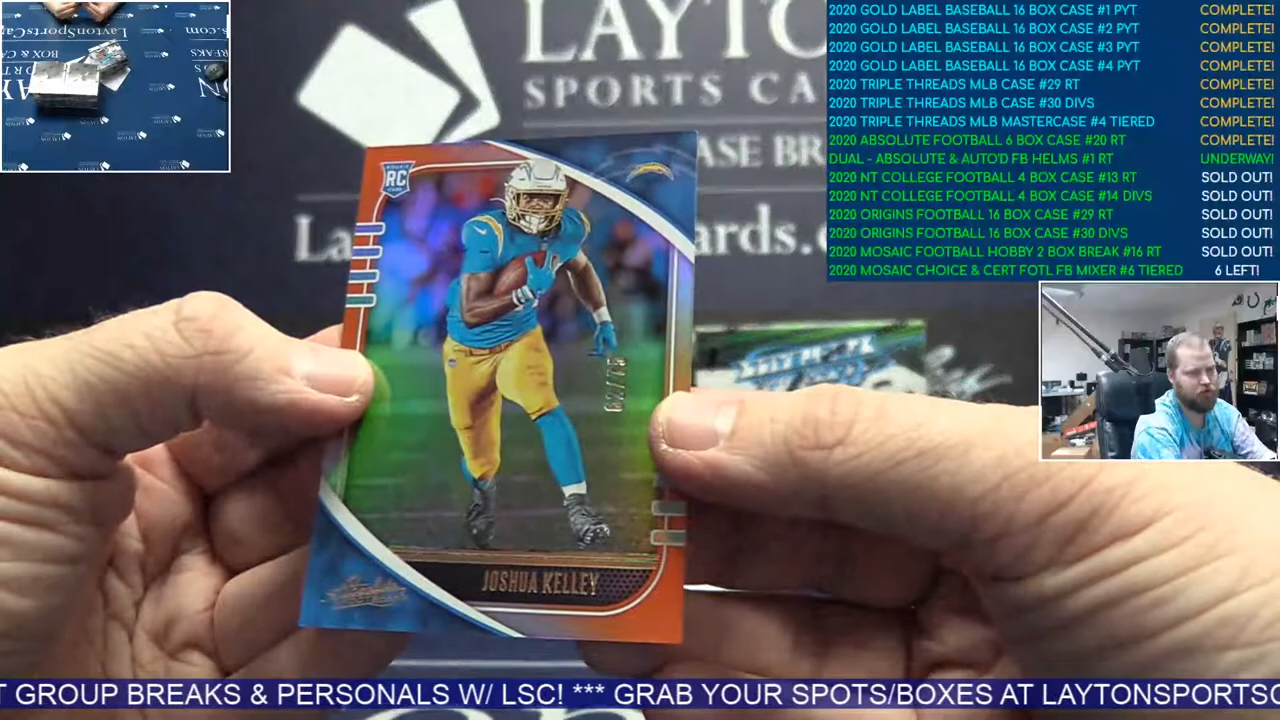 LAYTO
SPORTS CA
ASE BR
La
ards.c
2020 GOLD LABEL BASEBALL 16 BOX CASE #1 PYT COMPLETE!
2020 GOLD LABEL BASEBALL 16 BOX CASE #2 PYT COMPLETE!
2020 GOLD LABEL BASEBALL 16 BOX CASE #3 PYT COMPLETE!
2020 GOLD LABEL BASEBALL 16 BOX CASE #4 PYT COMPLETE!
2020 TRIPLE THREADS MLB CASE #29 RT COMPLETE!
2020 TRIPLE THREADS MLB CASE #30 DIVS COMPLETE!
2020 TRIPLE THREADS MLB MASTERCASE #4 TIERED COMPLETE!
2020 ABSOLUTE FOOTBALL 6 BOX CASE #20 RT COMPLETE!
DUAL - ABSOLUTE & AUTO'D FB HELMS #1 RT UNDERWAY!
2020 NT COLLEGE FOOTBALL 4 BOX CASE #13 RT SOLD OUT!
2020 NT COLLEGE FOOTBALL 4 BOX CASE #14 DIVS SOLD OUT!
2020 ORIGINS FOOTBALL 16 BOX CASE #29 RT SOLD OUT!
2020 ORIGINS FOOTBALL 16 BOX CASE #30 DIVS SOLD OUT!
2020 MOSAIC FOOTBALL HOBBY 2 BOX BREAK #16 RT SOLD OUT!
2020 MOSAIC CHOICE & CERT FOTL FB MIXER #6 TIERED 6 LEFT!
RC
JOSHUA KELLEY
T GROUP BREAKS & PERSONALS W/ LSC! *** GRAB YOUR SPOTS/BOXES AT LAYTONSPORTSC